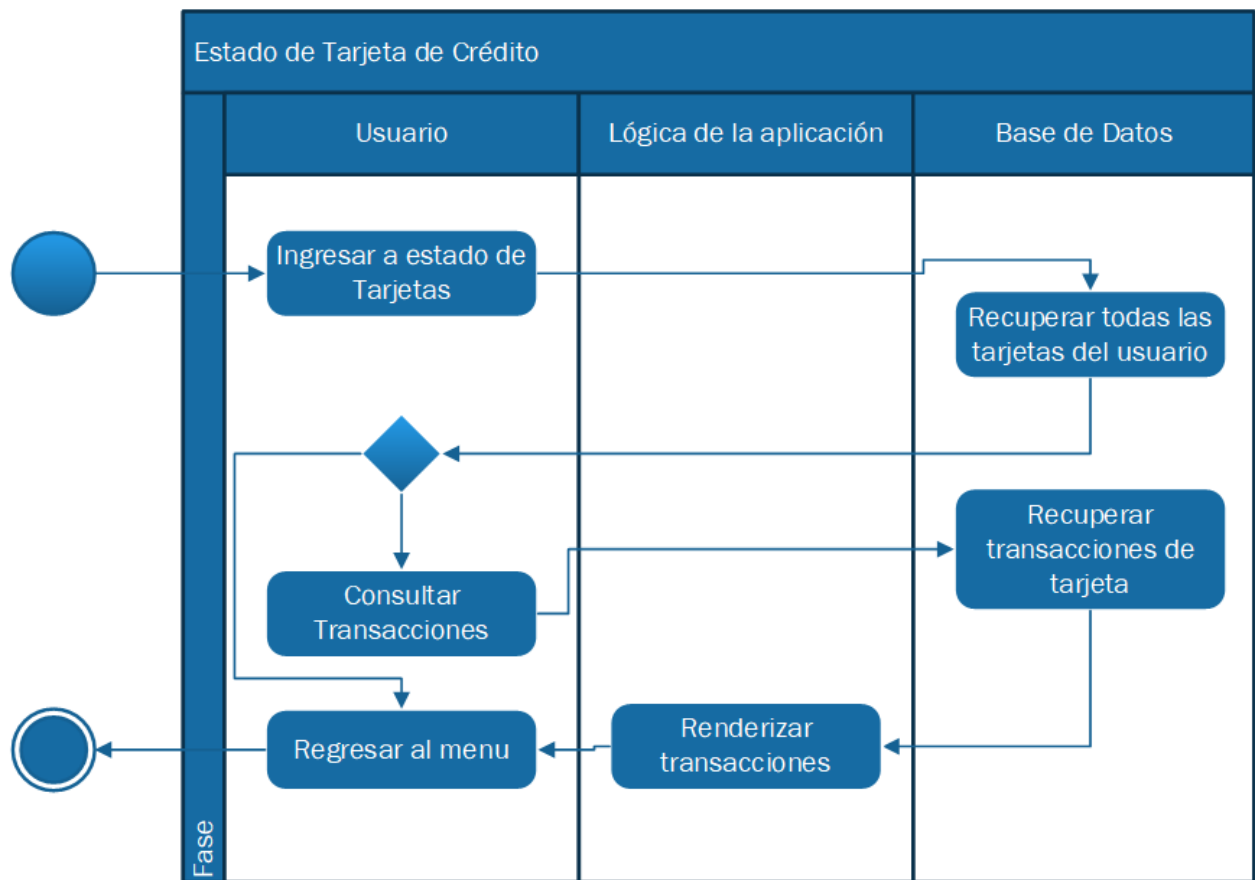 Estado de Tarjeta de Crédito
Usuario
Lógica de la aplicación
Base de Datos
Ingresar a estado de
Tarjetas
Recuperar todas las
tarjetas del usuario
Recuperar
transacciones de
tarjeta
Consultar
Transacciones
Renderizar
transacciones
Regresar al menu
Fase